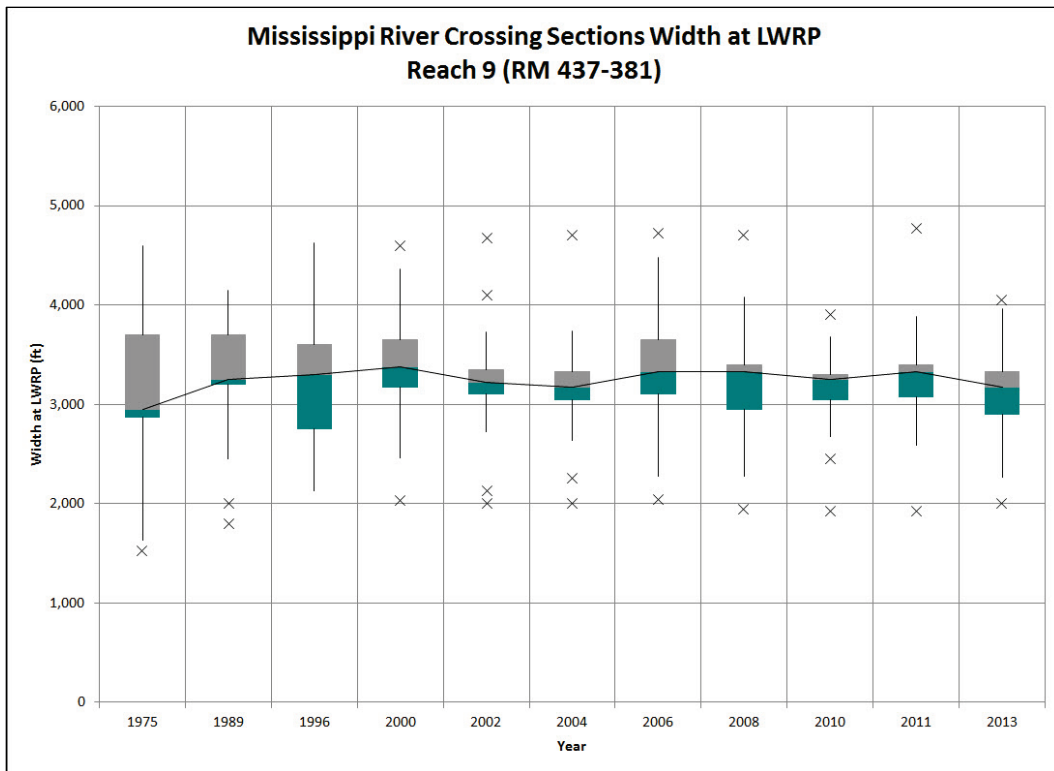 Mississippi River Crossing Sections Width at LWRP
Reach 9 (RM 437-381)
6,000
5,000
4,000
3,000
2,000
1,000
0
Width at LWRP (ft)
1975 1989 1996 2000 2002 2004 2006 2008 2010 2011 2013
Year